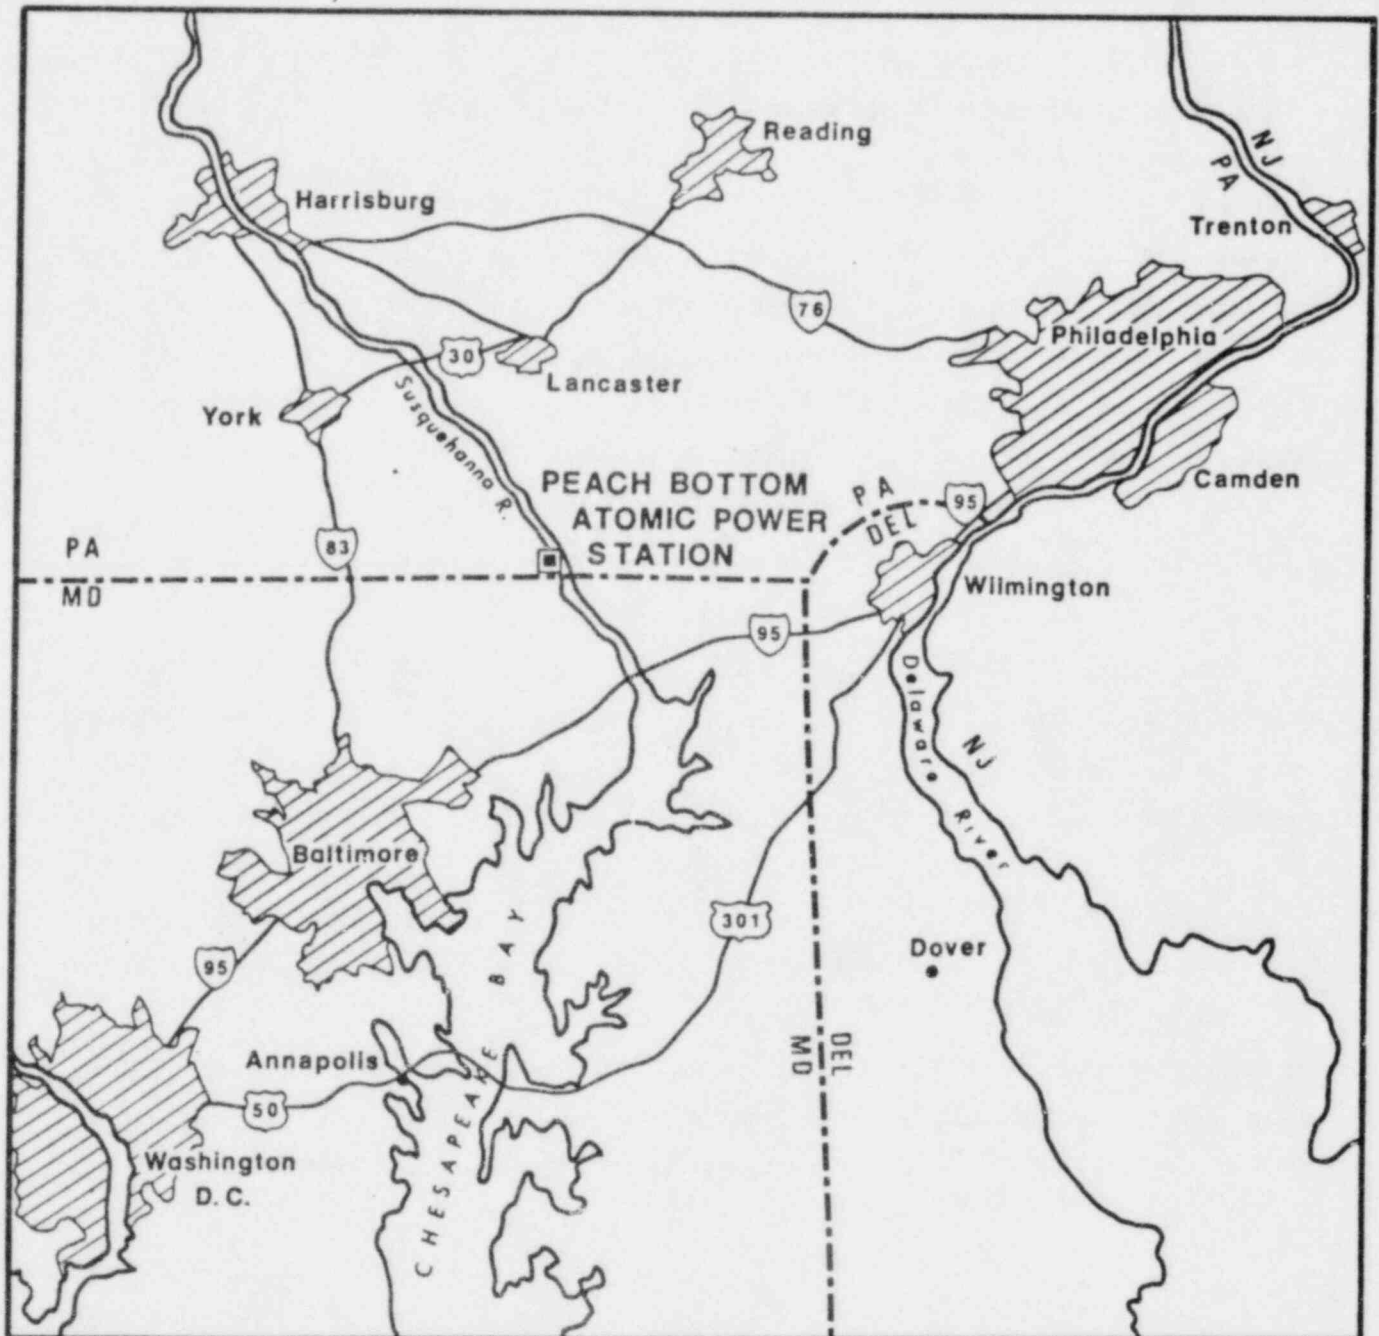 Reading
NJ
PA
Harrisburg
Trenton
76
Philadelphia
30
Lancaster
York
Susquehanna R.
PEACH BOTTOM
ATOMIC POWER
STATION
Camden
PA
DEL
95
83
PA
MD
Wilmington
95
Delaware River
NJ
Baltimore
301
Dover
95
CHESAPEAKE BAY
MD
DEL
Annapolis
50
Washington
D.C.